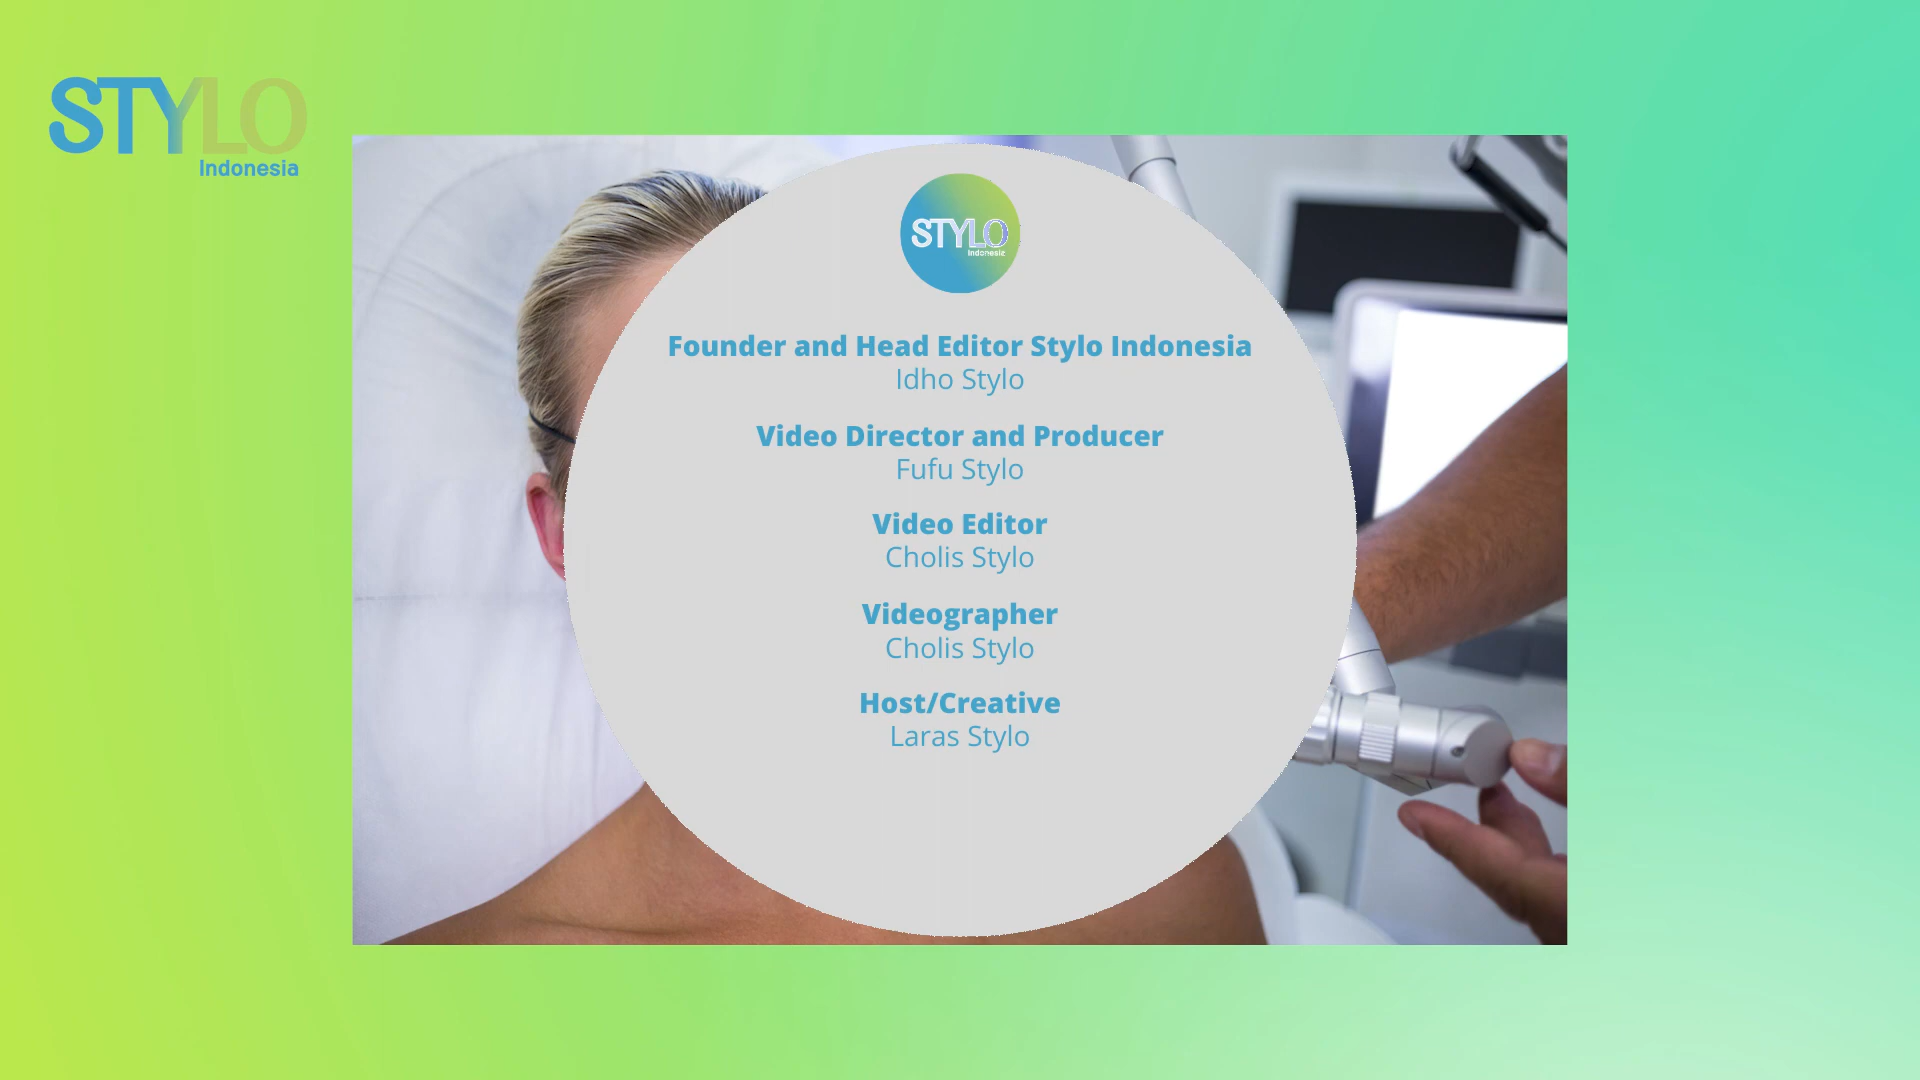 STYLO
Indonesia
STYLO
Indonesia
Founder and Head Editor Stylo Indonesia
Idho Stylo
Video Director and Producer
Fufu Stylo
Video Editor
Cholis Stylo
Videographer
Cholis Stylo
Host/Creative
Laras Stylo